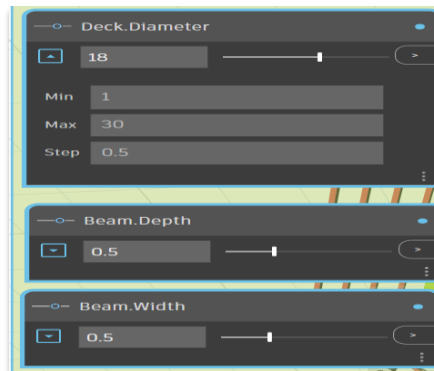 Deck.Diameter
18 >
Min 1
Max 30
Step 0.5
Beam.Depth
0.5 >
Beam.Width
0.5 >